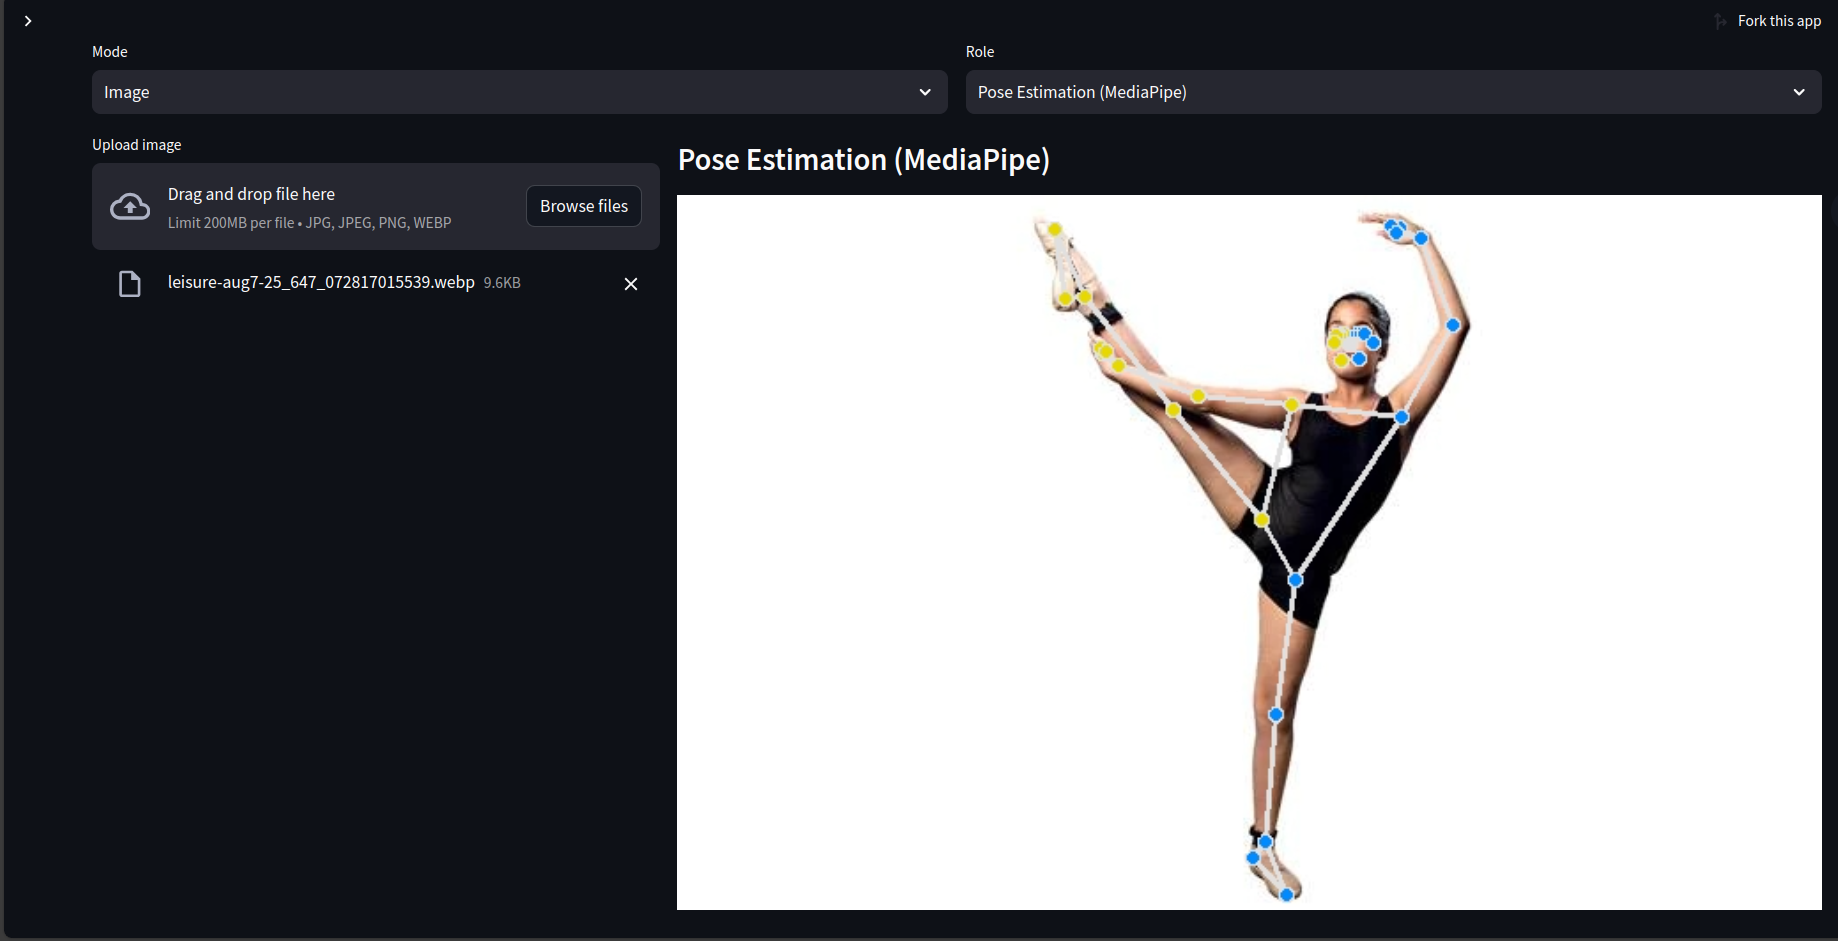 Fork this app
Mode
Role
Image
Pose Estimation (MediaPipe)
Upload image
Drag and drop file here
Limit 200MB per file • JPG, JPEG, PNG, WEBP
Browse files
leisure-aug7-25_647_072817015539.webp 9.6KB
Pose Estimation (MediaPipe)